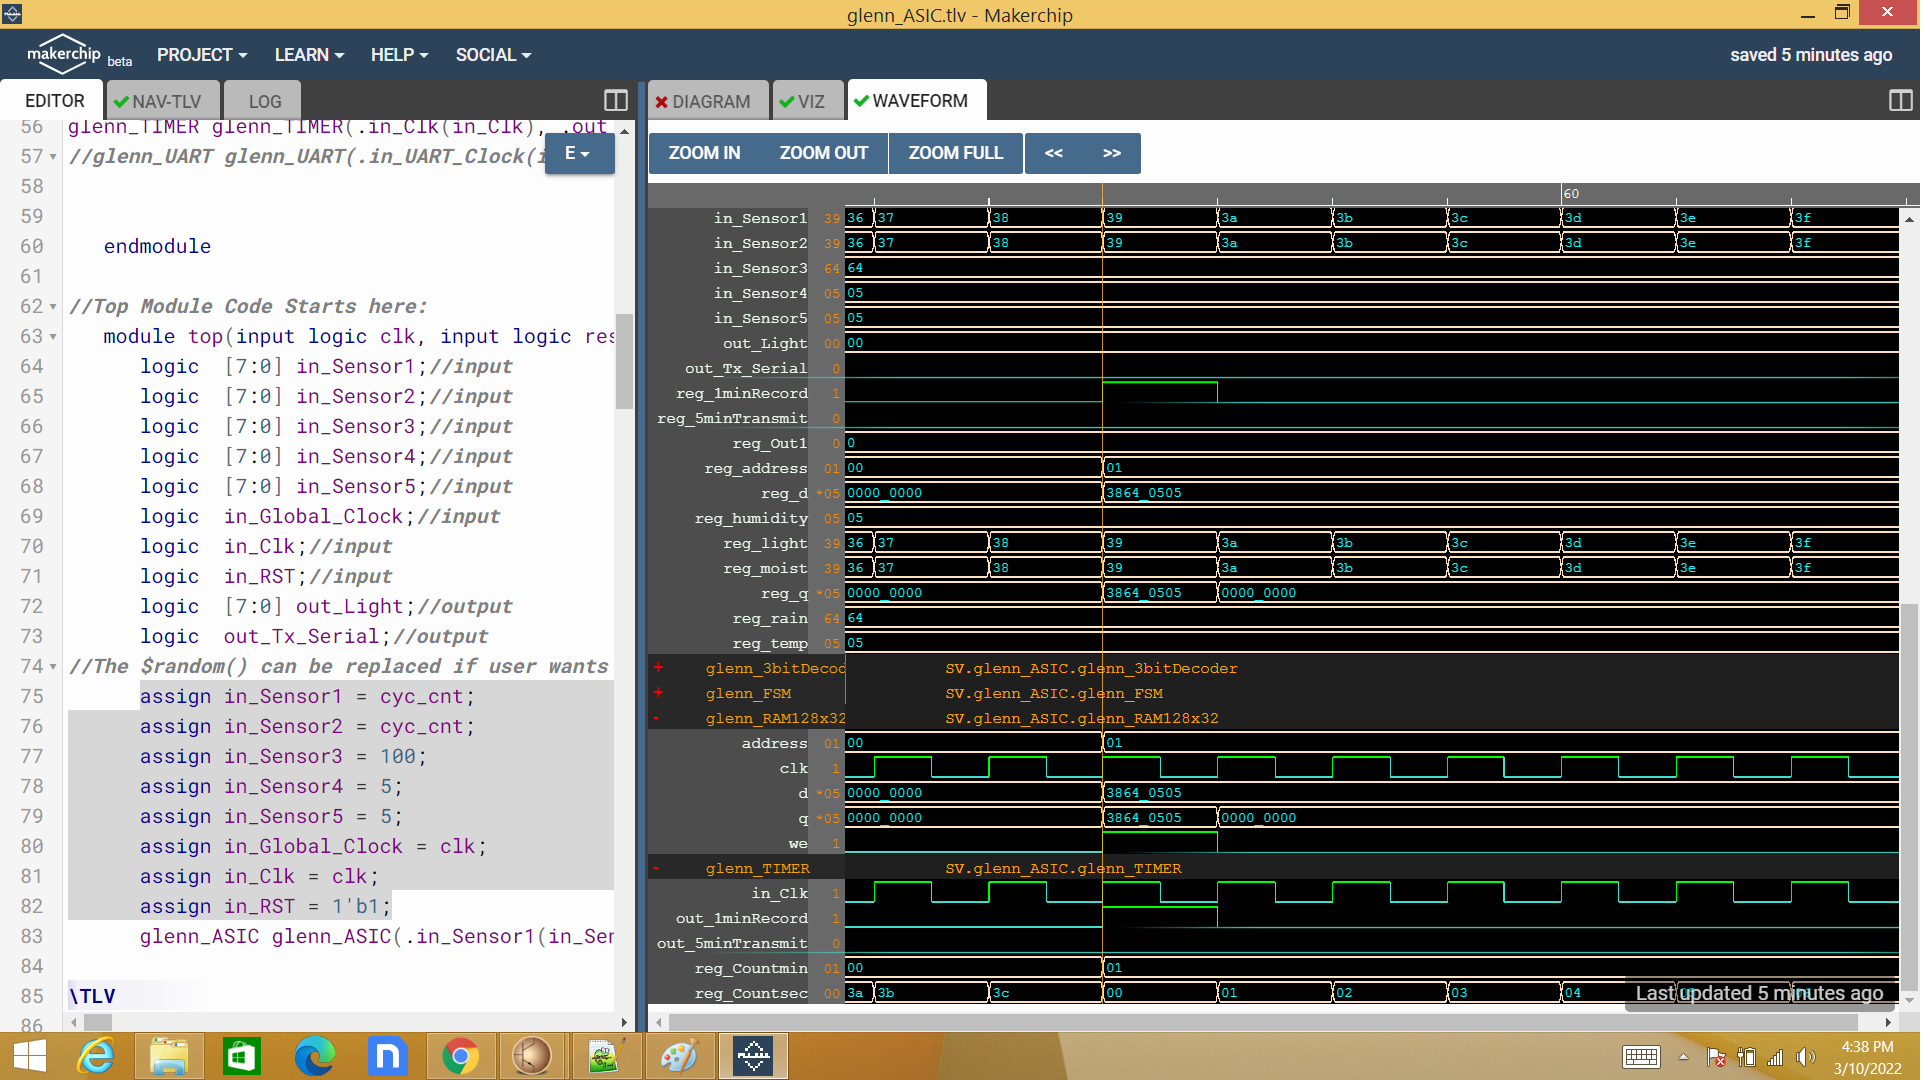 glenn_ASIC.tlv - Makerchip
makerchip beta PROJECT LEARN HELP SOCIAL saved 5 minutes ago
EDITOR NAV-TLV LOG
56 glenn_TIMER glenn_TIMER(.in_Clk(in_Clk), .out
57 //glenn_UART glenn_UART(.in_UART_Clock(i
E
58
59
60 endmodule
61
62 //Top Module Code Starts here:
63 module top(input logic clk, input logic res
64 logic [7:0] in_Sensor1;//input
65 logic [7:0] in_Sensor2;//input
66 logic [7:0] in_Sensor3;//input
67 logic [7:0] in_Sensor4;//input
68 logic [7:0] in_Sensor5;//input
69 logic in_Global_Clock;//input
70 logic in_Clk;//input
71 logic in_RST;//input
72 logic [7:0] out_Light;//output
73 logic out_Tx_Serial;//output
74 //The $random() can be replaced if user wants
75 assign in_Sensor1 = cyc_cnt;
76 assign in_Sensor2 = cyc_cnt;
77 assign in_Sensor3 = 100;
78 assign in_Sensor4 = 5;
79 assign in_Sensor5 = 5;
80 assign in_Global_Clock = clk;
81 assign in_Clk = clk;
82 assign in_RST = 1'b1;
83 glenn_ASIC glenn_ASIC(.in_Sensor1(in_Ser
84
85 \TLV
86
DIAGRAM VIZ WAVEFORM
ZOOM IN ZOOM OUT ZOOM FULL << >>
60
in_Sensor1 39 36 37 38 39 3a 3b 3c 3d 3e 3f
in_Sensor2 39 36 37 38 39 3a 3b 3c 3d 3e 3f
in_Sensor3 64 64
in_Sensor4 05 05
in_Sensor5 05 05
out_Light 00 00
out_Tx_Serial 0
reg_1minRecord 1
reg_5minTransmit 0
reg_Out1 0 0
reg_address 01 00 01
reg_d *05 0000_0000 3864_0505
reg_humidity 05 05
reg_light 39 36 37 38 39 3a 3b 3c 3d 3e 3f
reg_moist 39 36 37 38 39 3a 3b 3c 3d 3e 3f
reg_q *05 0000_0000 3864_0505 0000_0000
reg_rain 64 64
reg_temp 05 05
+ glenn_3bitDecod SV.glenn_ASIC.glenn_3bitDecoder
+ glenn_FSM SV.glenn_ASIC.glenn_FSM
- glenn_RAM128x32 SV.glenn_ASIC.glenn_RAM128x32
address 01 00 01
clk 1
d *05 0000_0000 3864_0505
q *05 0000_0000 3864_0505 0000_0000
we 1
- glenn_TIMER SV.glenn_ASIC.glenn_TIMER
in_Clk 1
out_1minRecord 1
out_5minTransmit 0
reg_Countmin 01 00 01
reg_Countsec 00 3a 3b 3c 00 01 02 03 04
Last updated 5 minutes ago
4:38 PM
3/10/2022